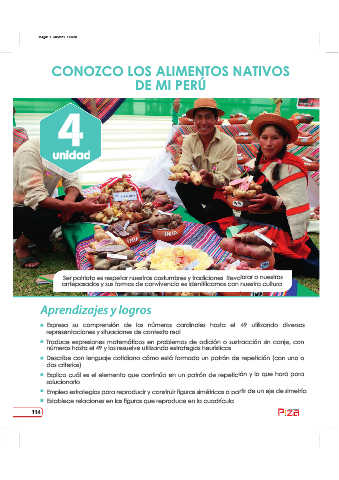 CONOZCO LOS ALIMENTOS NATIVOS
DE MI PERÚ
4
unidad
Ser patriota es respetar nuestras costumbres y tradiciones. Revalorar a nuestros
antepasados y sus formas de convivencia es identificarnos con nuestra cultura
Aprendizajes y logros
Expresa su comprensión de los números cardinales hasta el 49 utilizando diversas
representaciones y situaciones de contexto real
Traduce expresiones matemáticas en problemas de adición o sustracción sin canje, con
números hasta el 49 y los resuelve utilizando estrategias heurísticas
Describe con lenguaje cotidiano cómo está formado un patrón de repetición (con uno o
dos criterios)
Explica cuál es el elemento que continúa en un patrón de repetición y lo que hará para
solucionarlo
Emplea estrategias para reproducir y construir figuras simétricas a partir de un eje de simetría
Establece relaciones en las figuras que reproduce en la cuadrícula
114